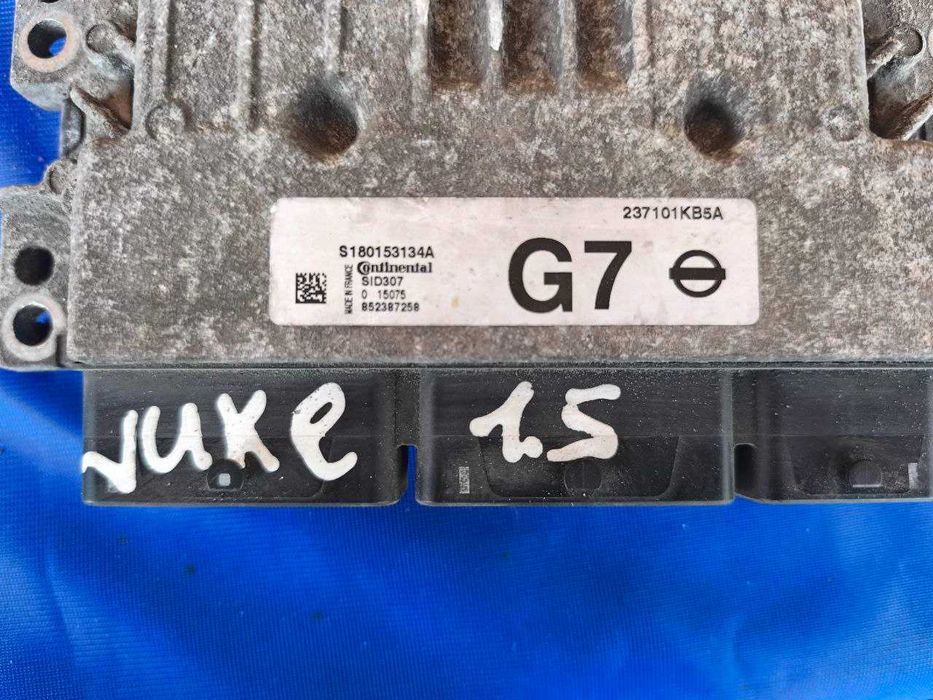 237101KB5A
S180153134A
Continental
SID307
0 15075
852387258
MADE IN FRANCE
G7
Juke 1.5